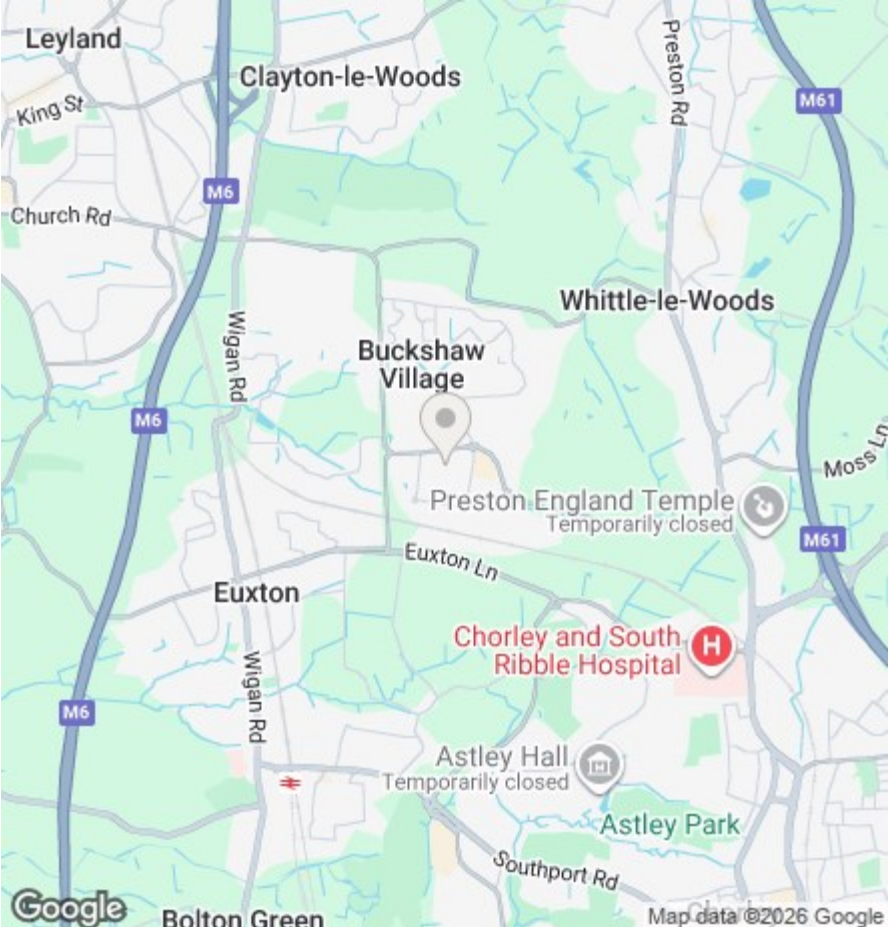 Leyland
Clayton-le-Woods
King St
Preston Rd
M61
M6
Church Rd
Whittle-le-Woods
Wigan Rd
Buckshaw
Village
M6
Moss Ln
Preston England Temple
Temporarily closed
M61
Euxton Ln
Euxton
Chorley and South
Ribble Hospital
H
Wigan Rd
M6
Astley Hall
Temporarily closed
Astley Park
Southport Rd
Google
Bolton Green
Map data ©2026 Google